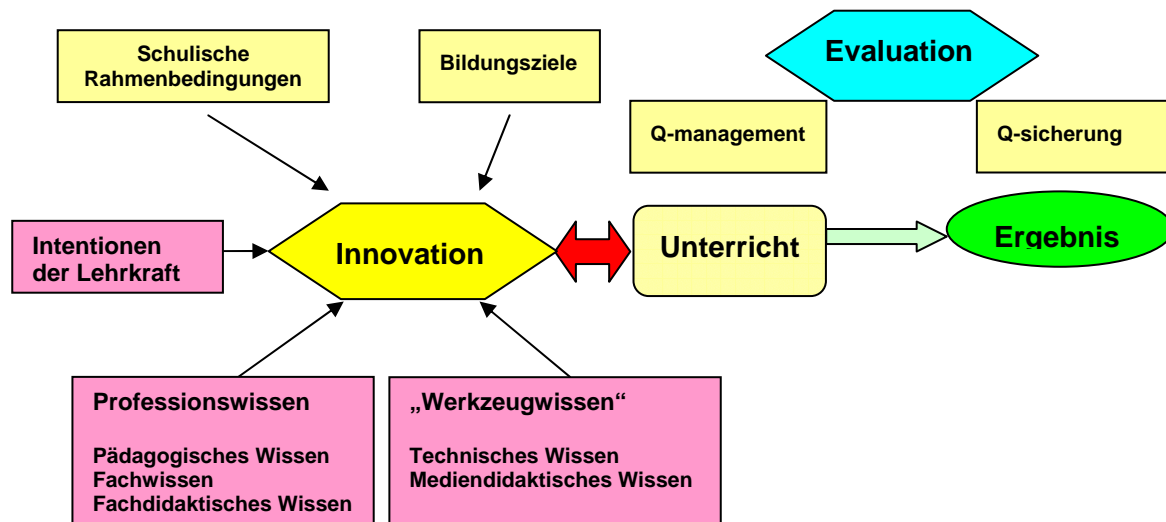 Schulische
Rahmenbedingungen
Bildungsziele
Evaluation
Q-management
Q-sicherung
Intentionen
der Lehrkraft
Innovation
Unterricht
Ergebnis
Professionswissen
Pädagogisches Wissen
Fachwissen
Fachdidaktisches Wissen
„Werkzeugwissen“
Technisches Wissen
Mediendidaktisches Wissen